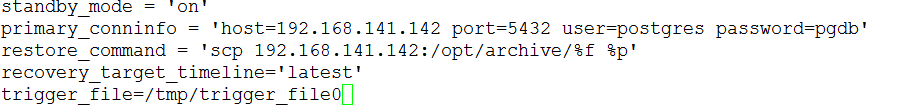 standby_mode = 'on'
primary_conninfo = 'host=192.168.141.142 port=5432 user=postgres password=pgdb'
restore_command = 'scp 192.168.141.142:/opt/archive/%f %p'
recovery_target_timeline='latest'
trigger_file=/tmp/trigger_file0